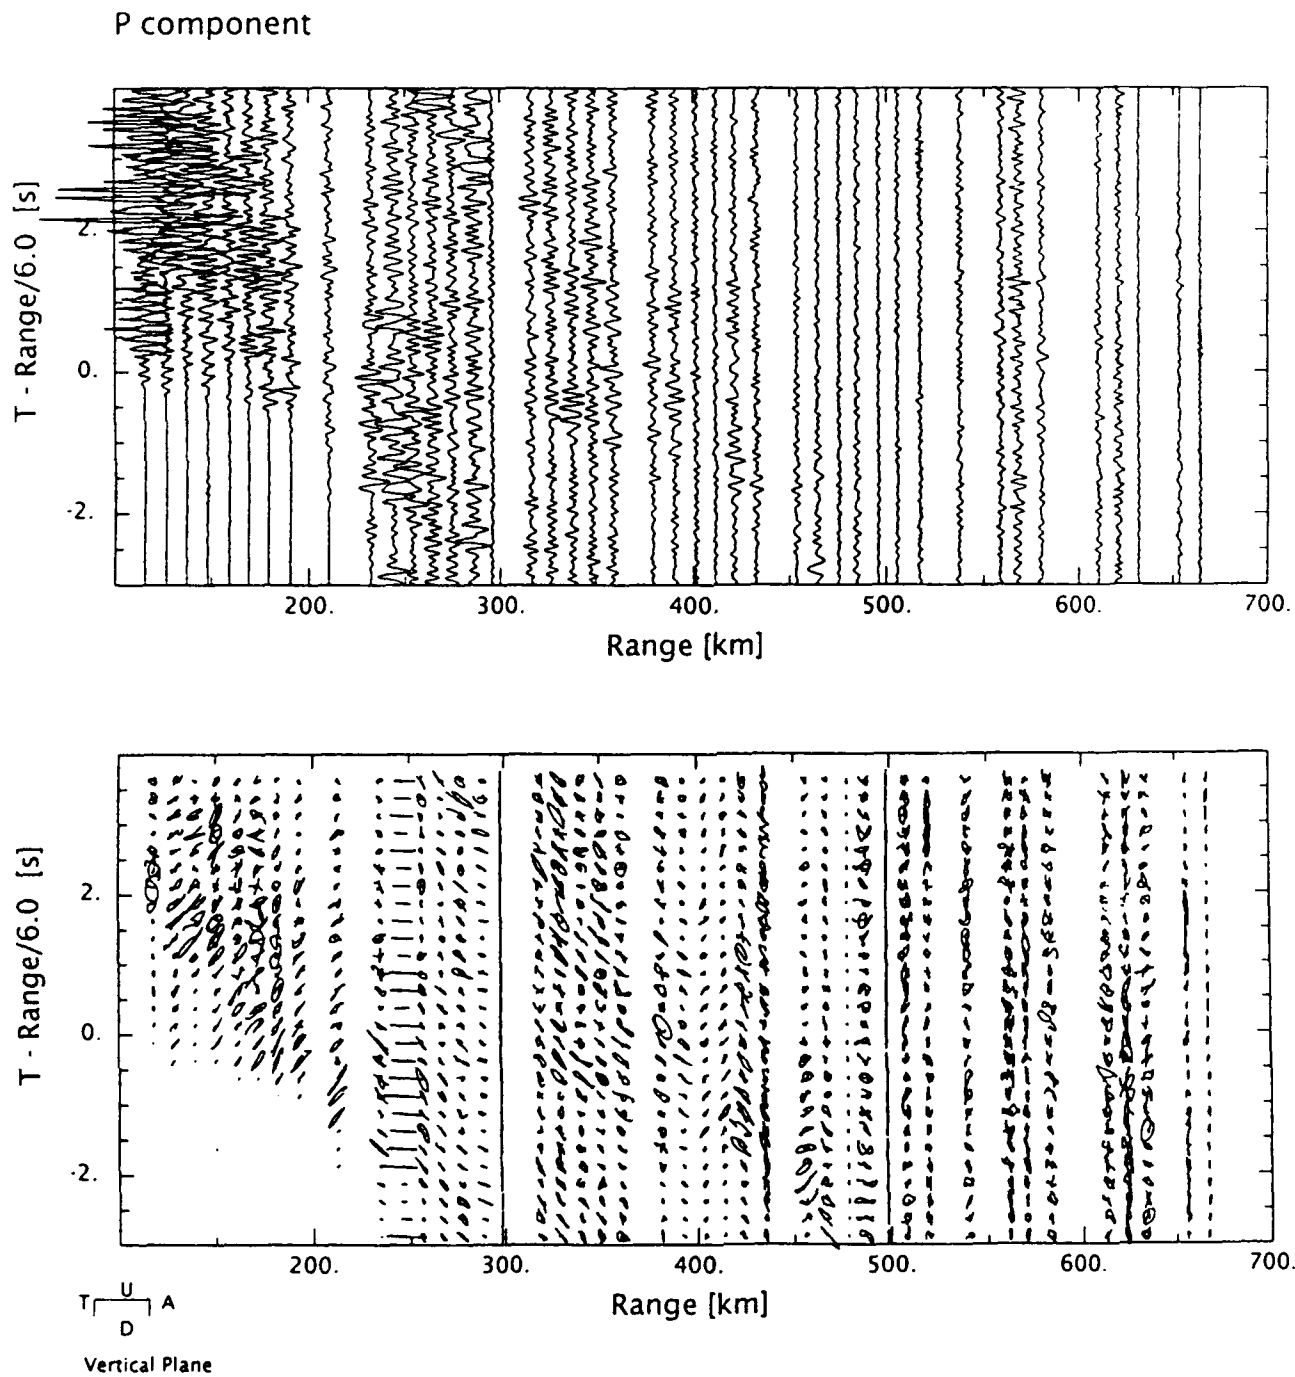 P component
T - Range/6.0 [s]
2.
0.
-2.
200. 300. 400. 500. 600. 700.
Range [km]
T - Range/6.0 [s]
2.
0.
-2.
200. 300. 400. 500. 600. 700.
Range [km]
T U A
D
Vertical Plane